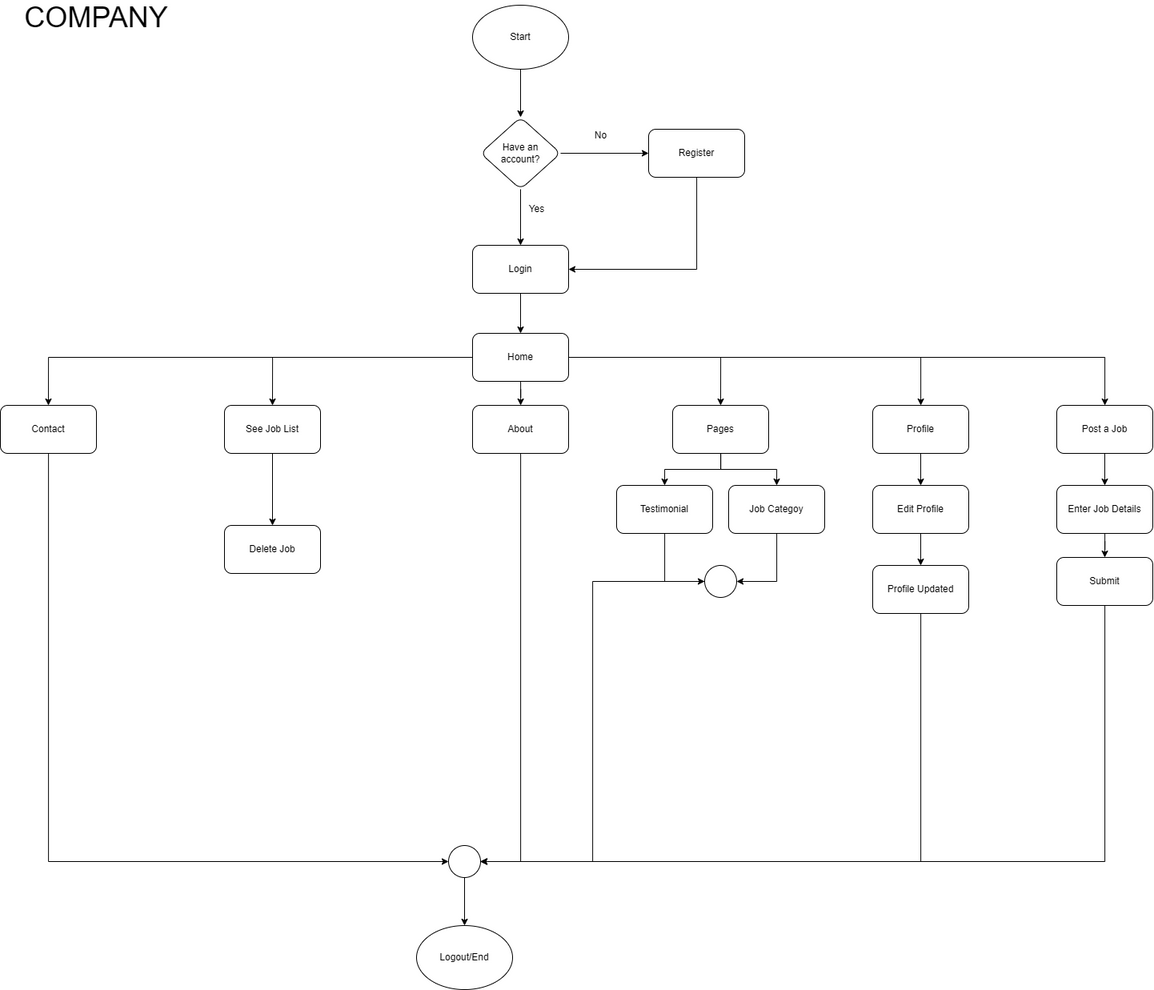 COMPANY
Start
Have an
account?
No
Register
Yes
Login
Home
Contact
See Job List
About
Pages
Profile
Post a Job
Testimonial
Job Categoy
Edit Profile
Enter Job Details
Delete Job
Profile Updated
Submit
Logout/End